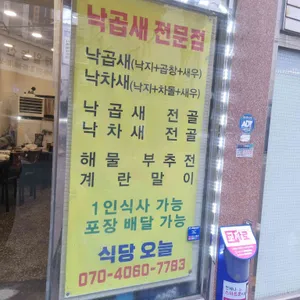 낙곱새 전문점
낙곱새(낙지+곱창+새우)
낙차새(낙지+차돌+새우)
낙곱새 전골
낙차새 전골
해물부추전
계란말이
1인식사 가능
포장 배달 가능
식당 오늘
070-4060-7783
ADT